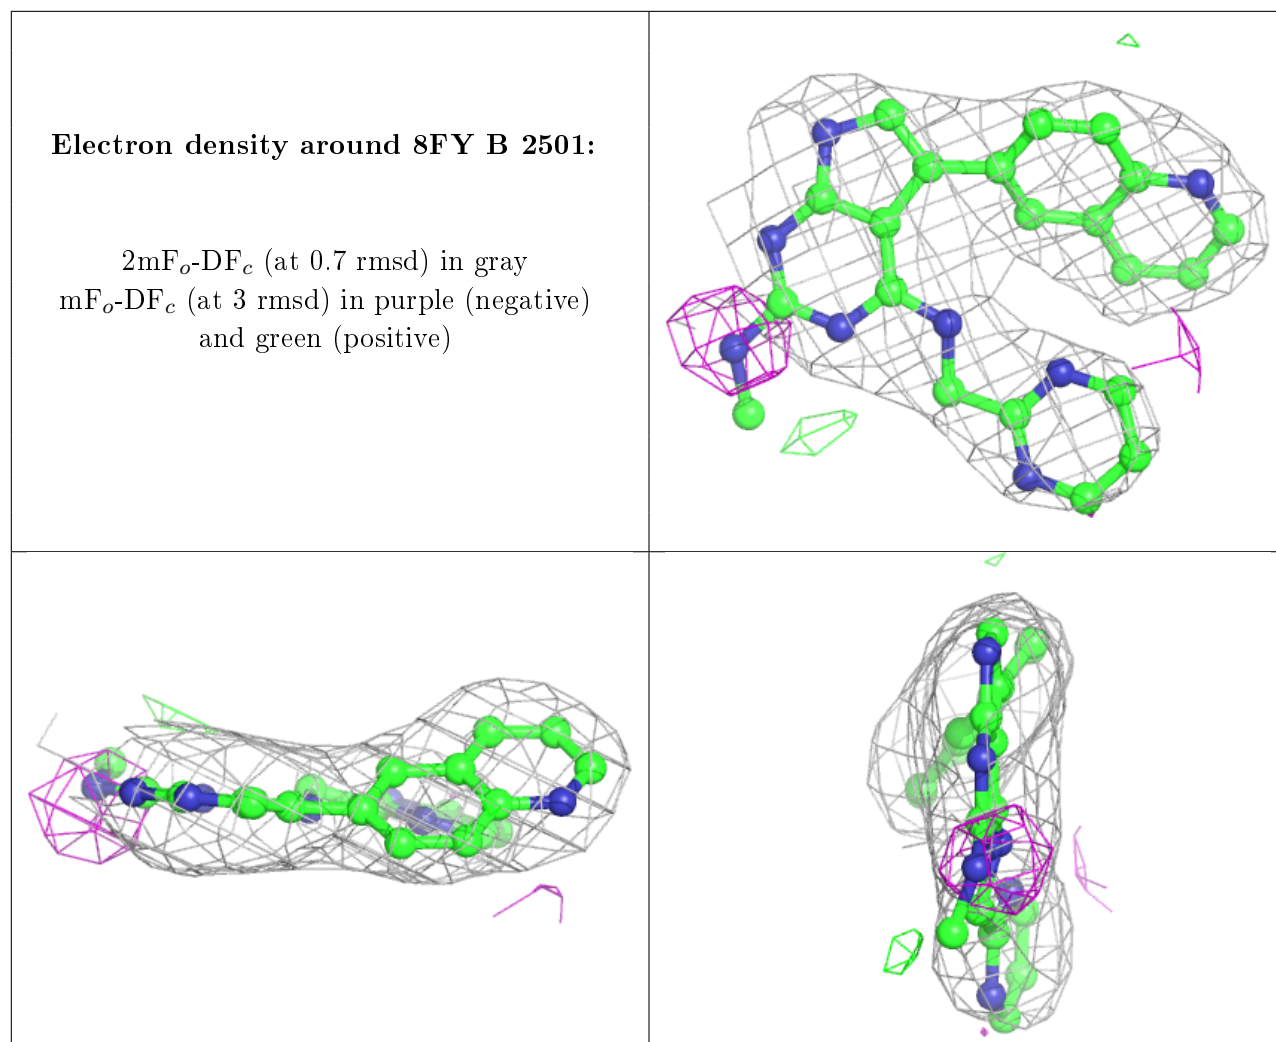 Electron density around 8FY B 2501:
2mFo-DFc (at 0.7 rmsd) in gray
mFo-DFc (at 3 rmsd) in purple (negative)
and green (positive)